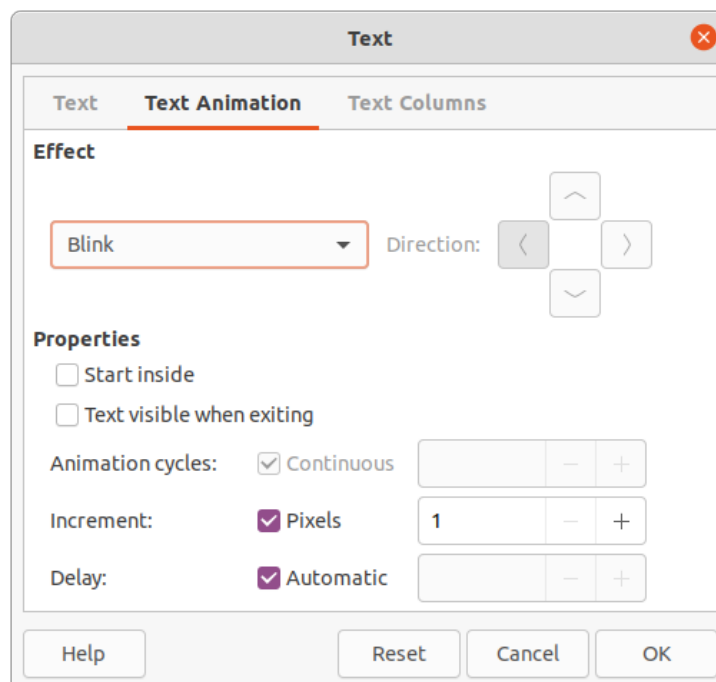 Text
Text Text Animation Text Columns
Effect
Blink Direction:
Properties
Start inside
Text visible when exiting
Animation cycles: Continuous
Increment: Pixels 1
Delay: Automatic
Help Reset Cancel OK